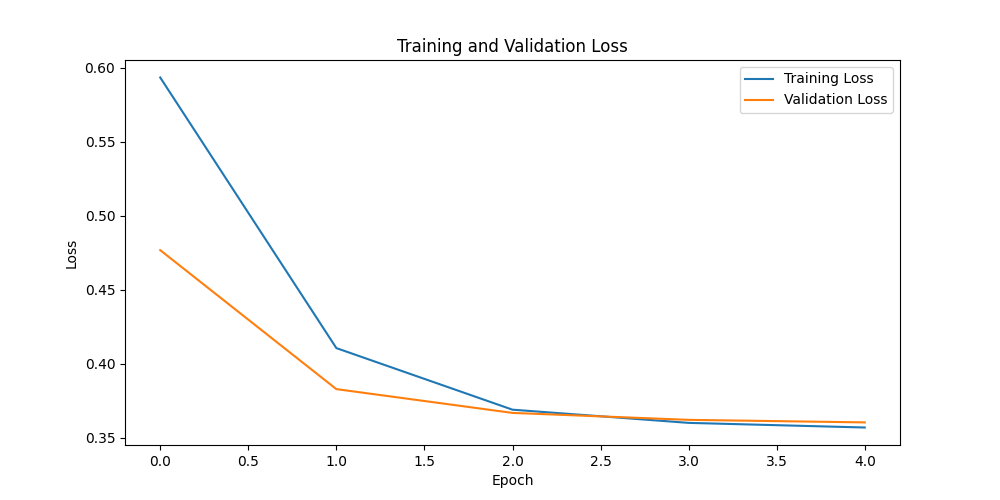 Training and Validation Loss
Training Loss
Validation Loss
Loss
0.60
0.55
0.50
0.45
0.40
0.35
0.0 0.5 1.0 1.5 2.0 2.5 3.0 3.5 4.0
Epoch